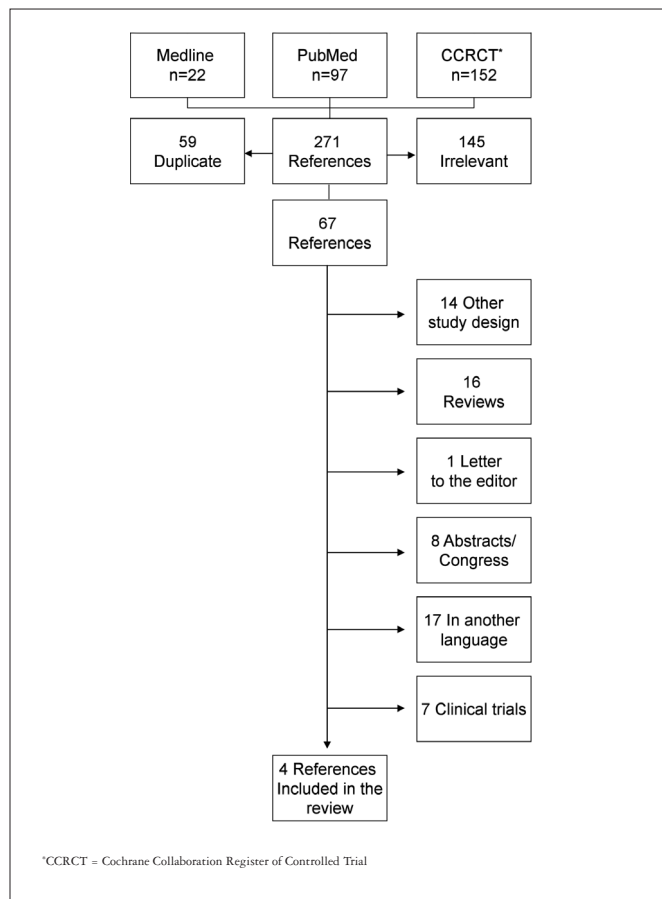 Medline
n=22
PubMed
n=97
CCRCT*
n=152
59
Duplicate
271
References
145
Irrelevant
67
References
14 Other
study design
16
Reviews
1 Letter
to the editor
8 Abstracts/
Congress
17 In another
language
7 Clinical trials
4 References
Included in the
review
*CCRCT = Cochrane Collaboration Register of Controlled Trial